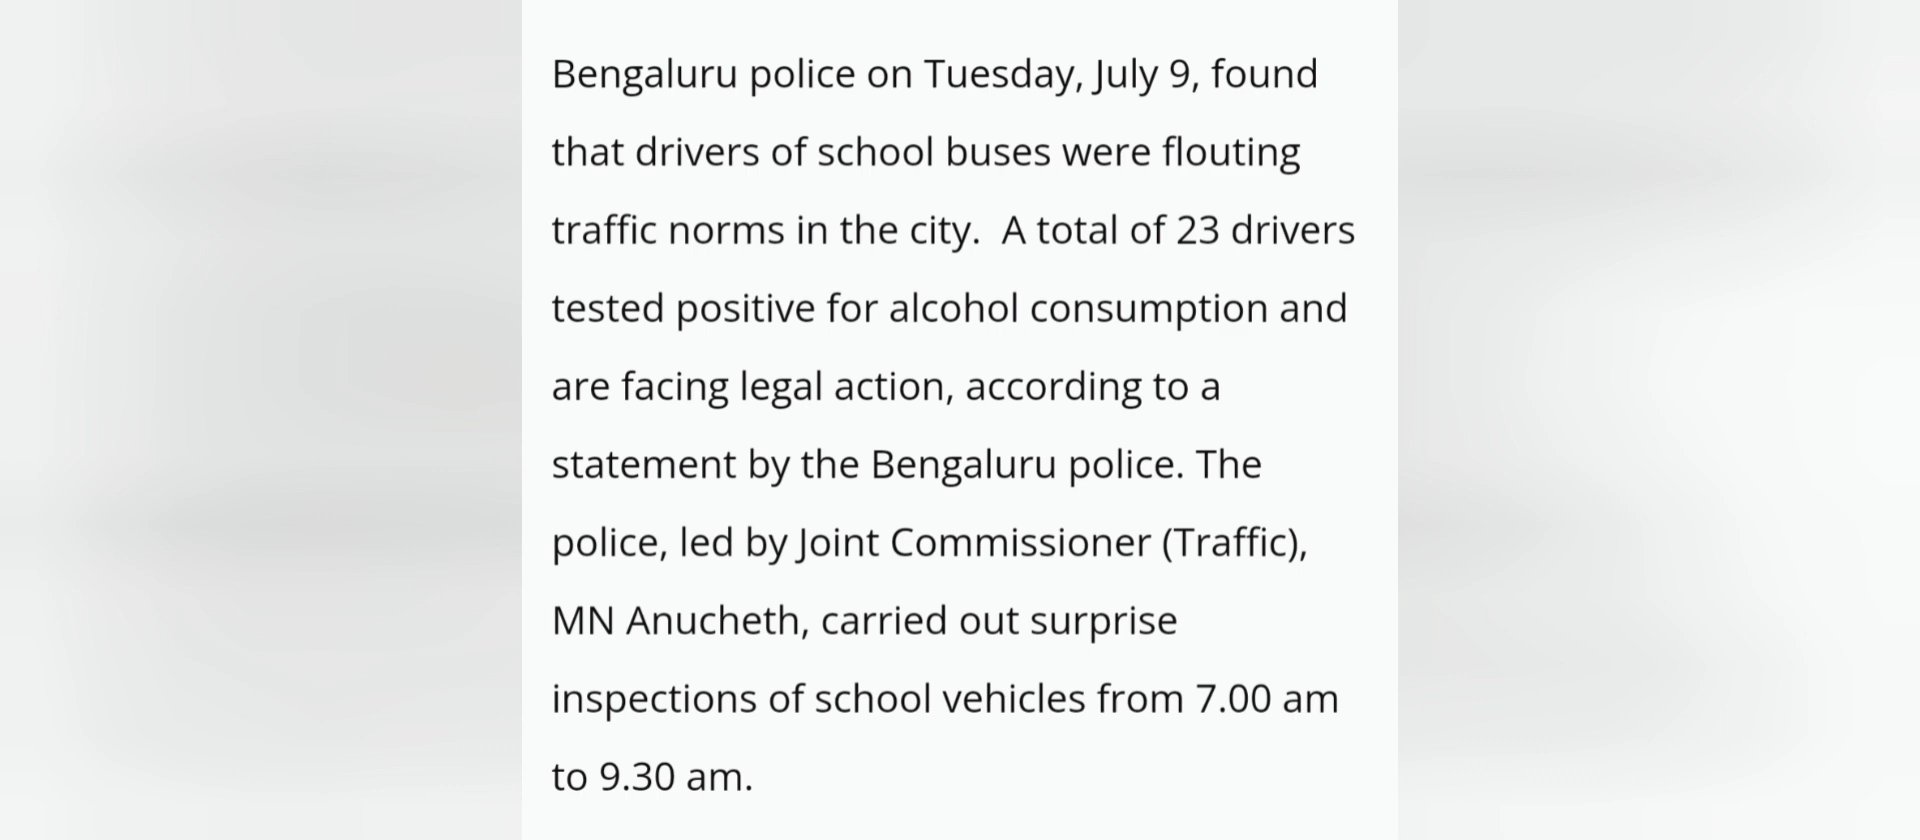 Bengaluru police on Tuesday, July 9, found
that drivers of school buses were flouting
traffic norms in the city.  A total of 23 drivers
tested positive for alcohol consumption and
are facing legal action, according to a
statement by the Bengaluru police. The
police, led by Joint Commissioner (Traffic),
MN Anucheth, carried out surprise
inspections of school vehicles from 7.00 am
to 9.30 am.